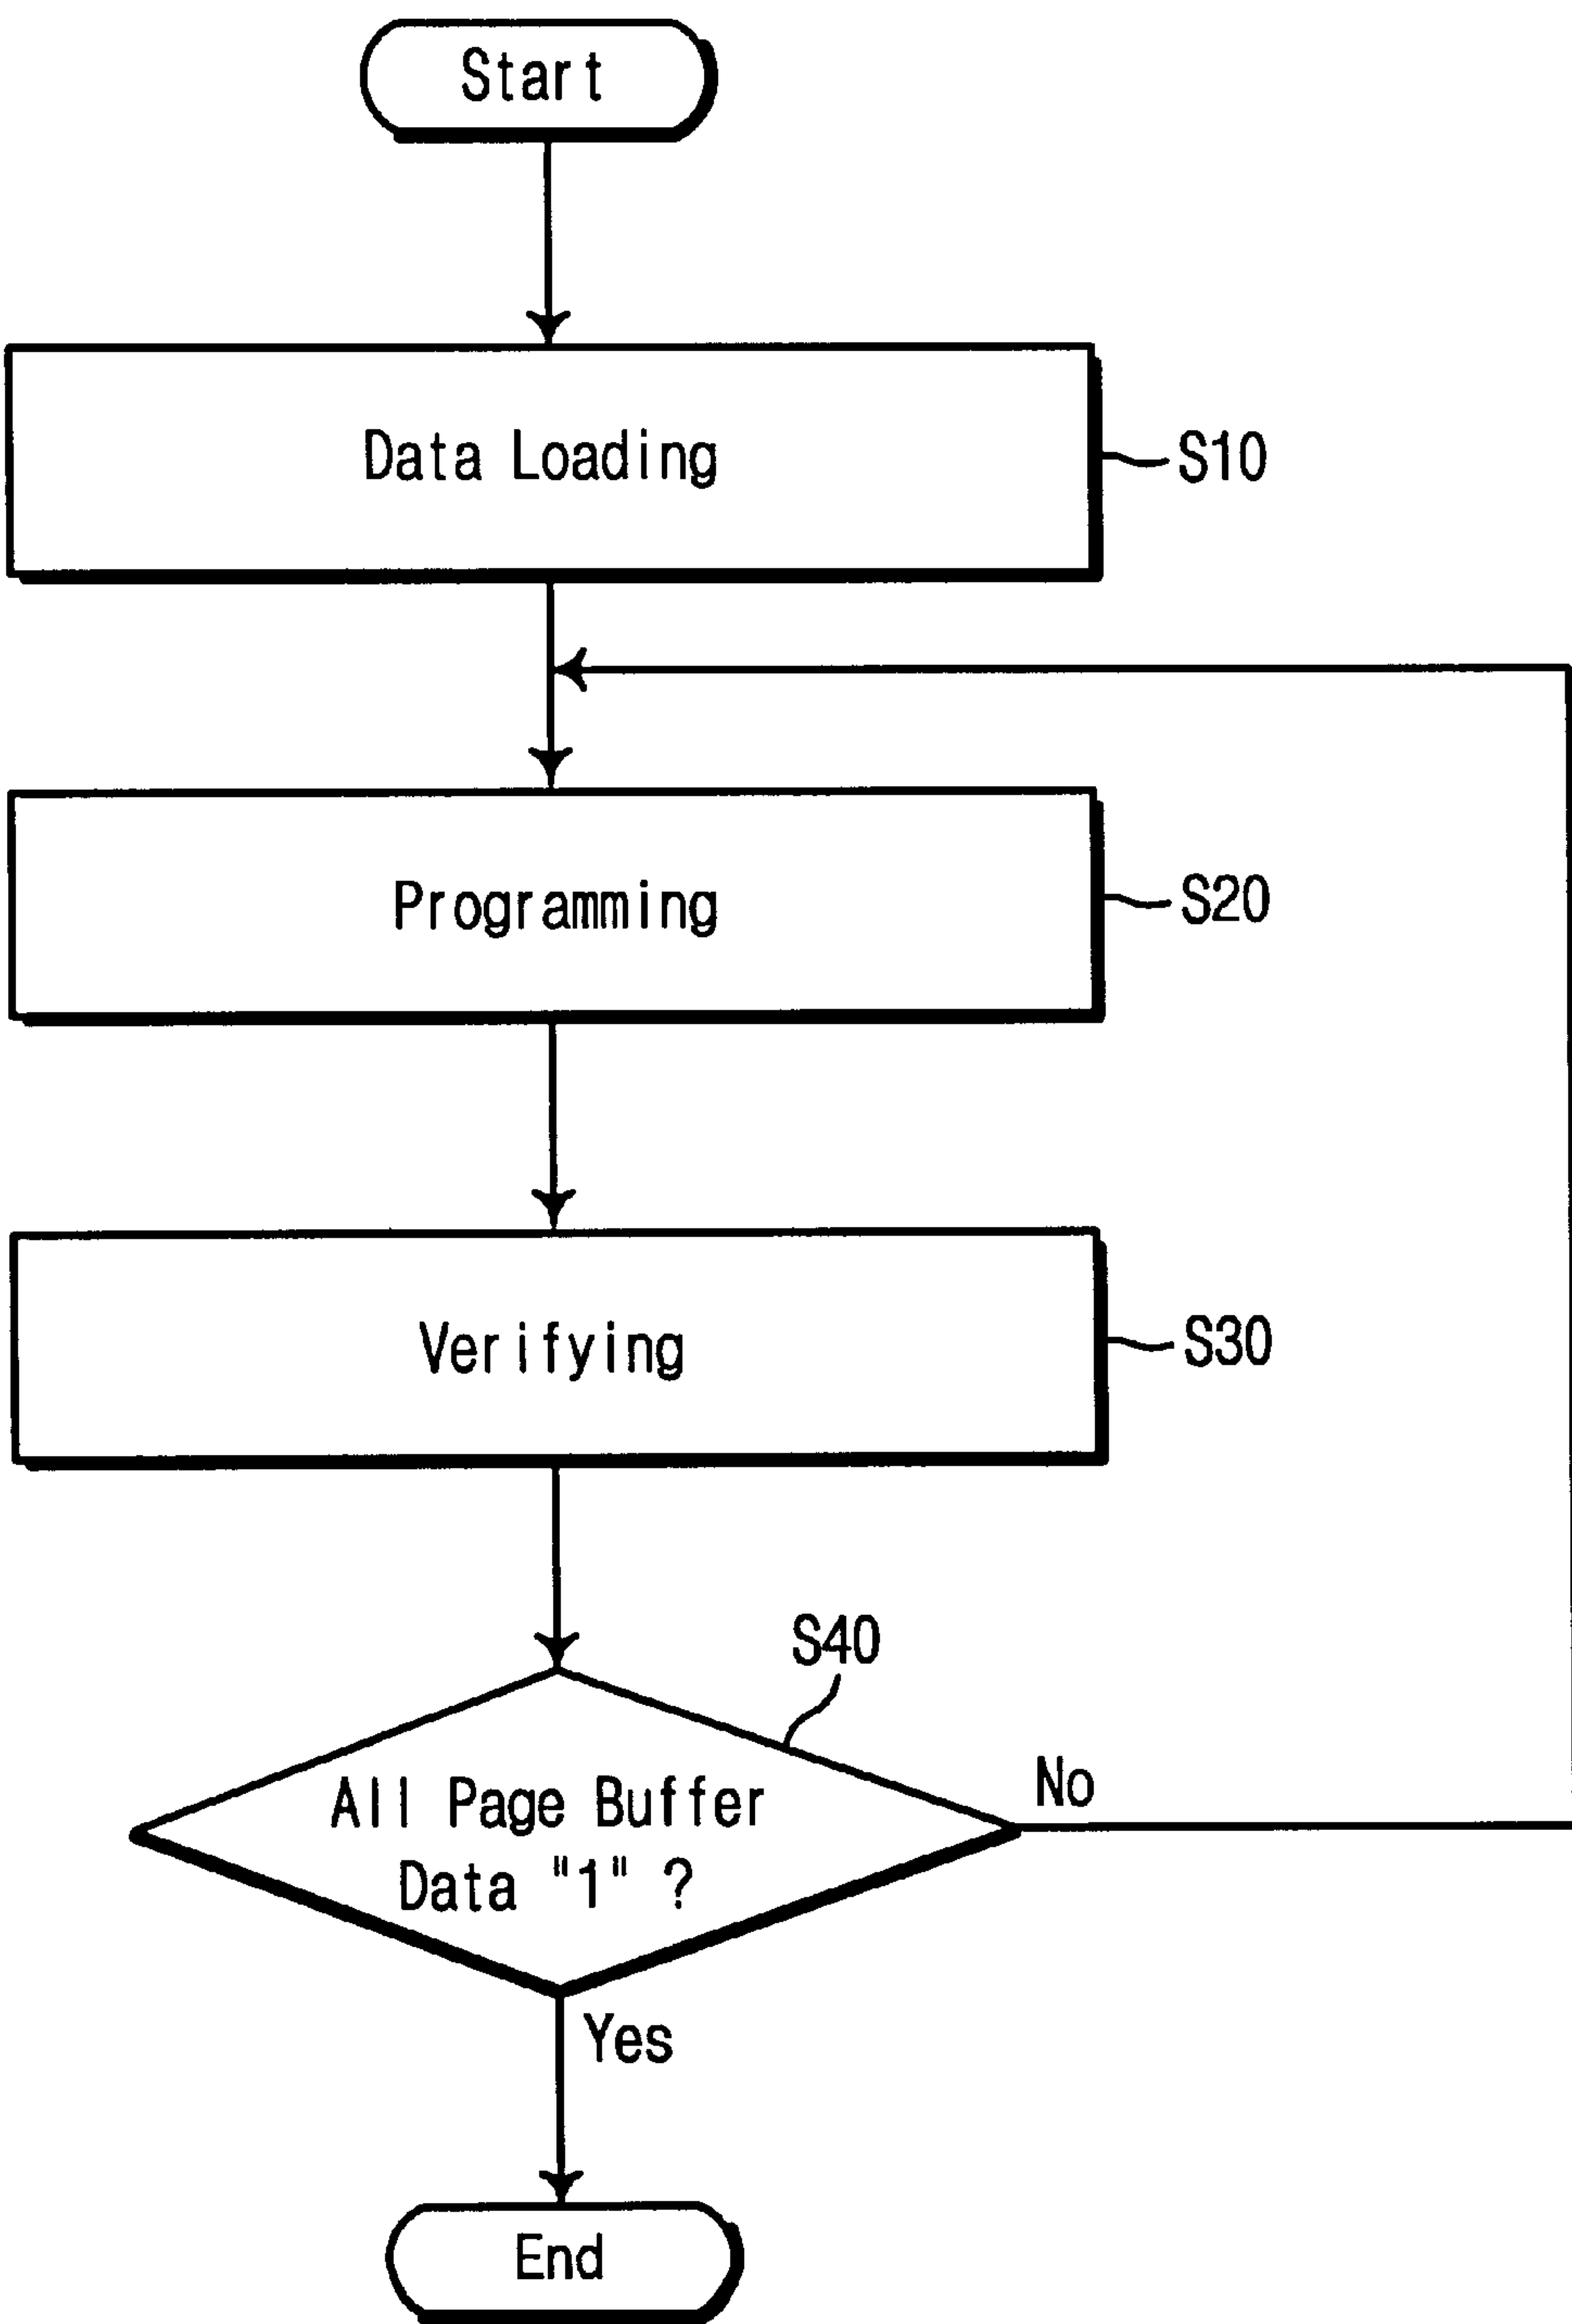 Start
Data Loading
S10
Programming
S20
Verifying
S30
S40
All Page Buffer
Data "1" ?
No
Yes
End